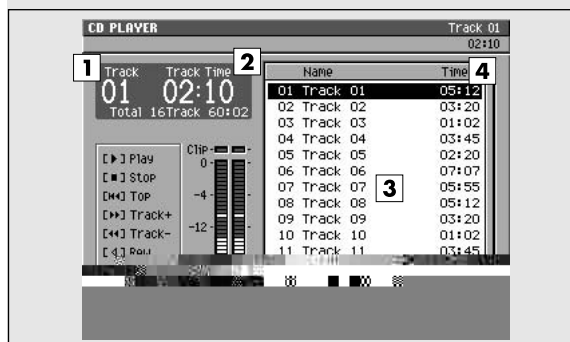 CD PLAYER Track 01
02:10
1 Track Track Time 2
01 02:10
Total 16Track 60:02
Name Time 4
01 Track 01 05:12
02 Track 02 03:20
03 Track 03 01:02
04 Track 04 03:45
05 Track 05 02:20
06 Track 06 07:07
07 Track 07 3 05:55
08 Track 08 05:12
09 Track 09 03:20
10 Track 10 01:02
11 Track 11 03:45
Clip
0
-4
-12
[▶] Play
[■] Stop
[⏮] Top
[▶▶] Track+
[◀◀] Track-